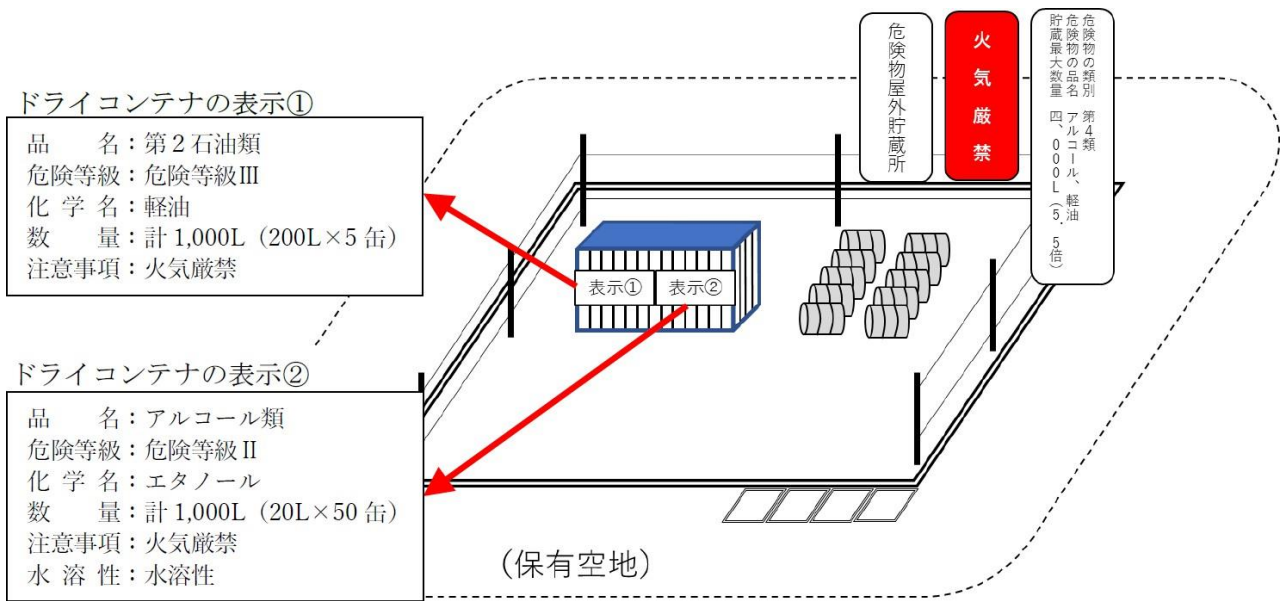 危険物屋外貯蔵所
火気厳禁
危険物の類別　第4類
危険物の品名　アルコール、軽油
貯蔵最大数量　四、000L(5.5倍)
ドライコンテナの表示①
品　　名：第２石油類
危険等級：危険等級Ⅲ
化 学 名：軽油
数　　量：計 1,000L（200L×5 缶）
注意事項：火気厳禁
表示①
表示②
ドライコンテナの表示②
品　　名：アルコール類
危険等級：危険等級Ⅱ
化 学 名：エタノール
数　　量：計 1,000L（20L×50 缶）
注意事項：火気厳禁
水 溶 性：水溶性
（保有空地）